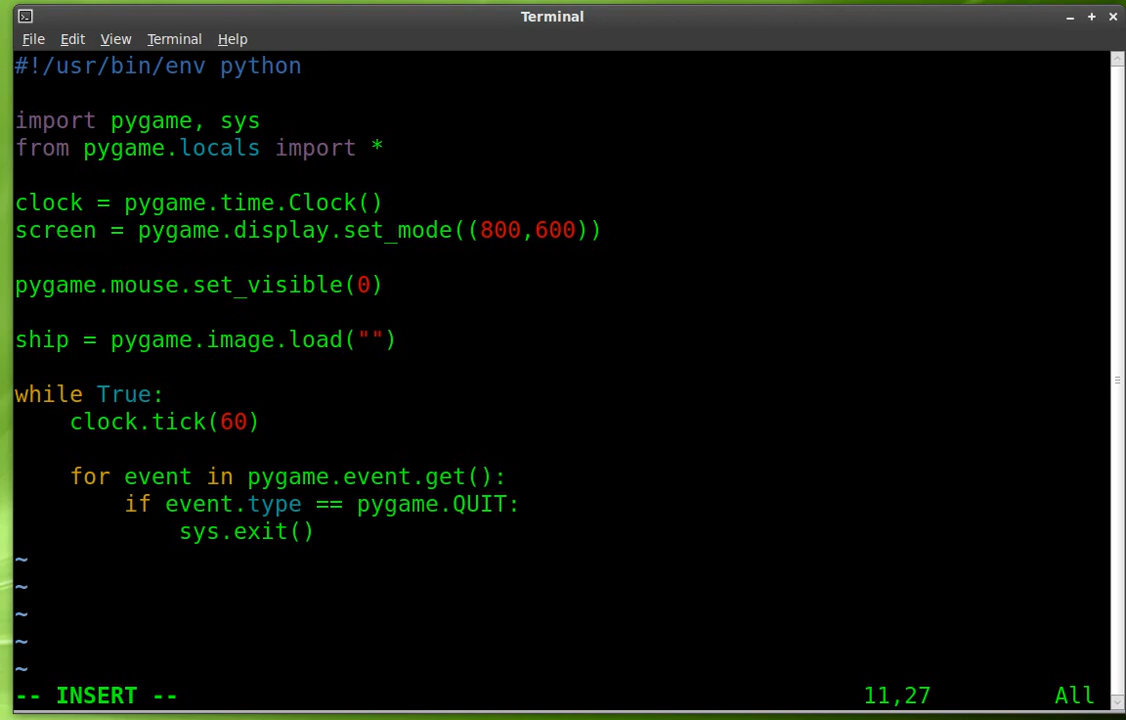 Terminal
File Edit View Terminal Help
#!/usr/bin/env python
import pygame, sys
from pygame.locals import *
clock = pygame.time.Clock()
screen = pygame.display.set_mode((800,600))
pygame.mouse.set_visible(0)
ship = pygame.image.load("")
while True:
    clock.tick(60)
    for event in pygame.event.get():
        if event.type == pygame.QUIT:
            sys.exit()
~
~
~
~
~
-- INSERT -- 11,27 All